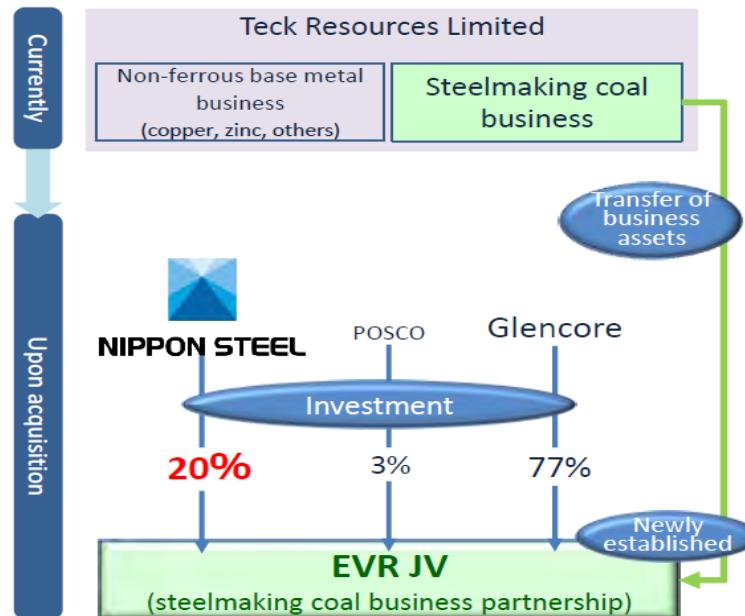 Currently
Teck Resources Limited
Non-ferrous base metal
business
(copper, zinc, others)
Steelmaking coal
business
Transfer of
business
assets
Upon acquisition
NIPPON STEEL
POSCO
Glencore
Investment
20%
3%
77%
Newly
established
EVR JV
(steelmaking coal business partnership)